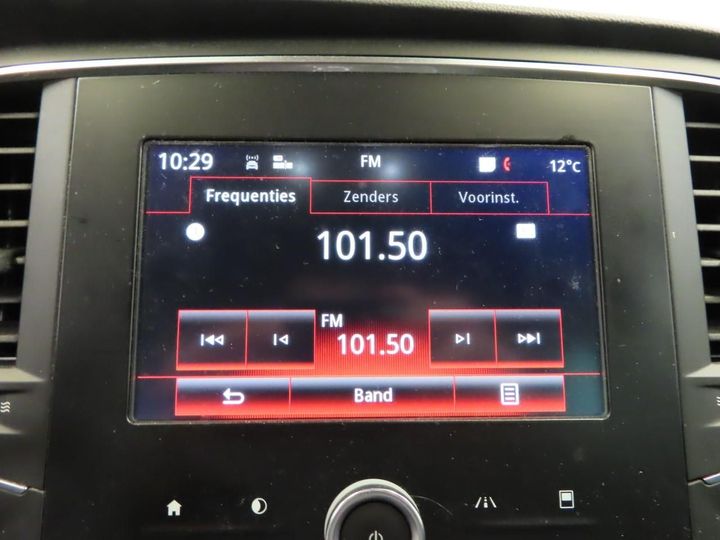 10:29 FM 12°C
Frequenties Zenders Voorinst.
101.50
FM
101.50
Band